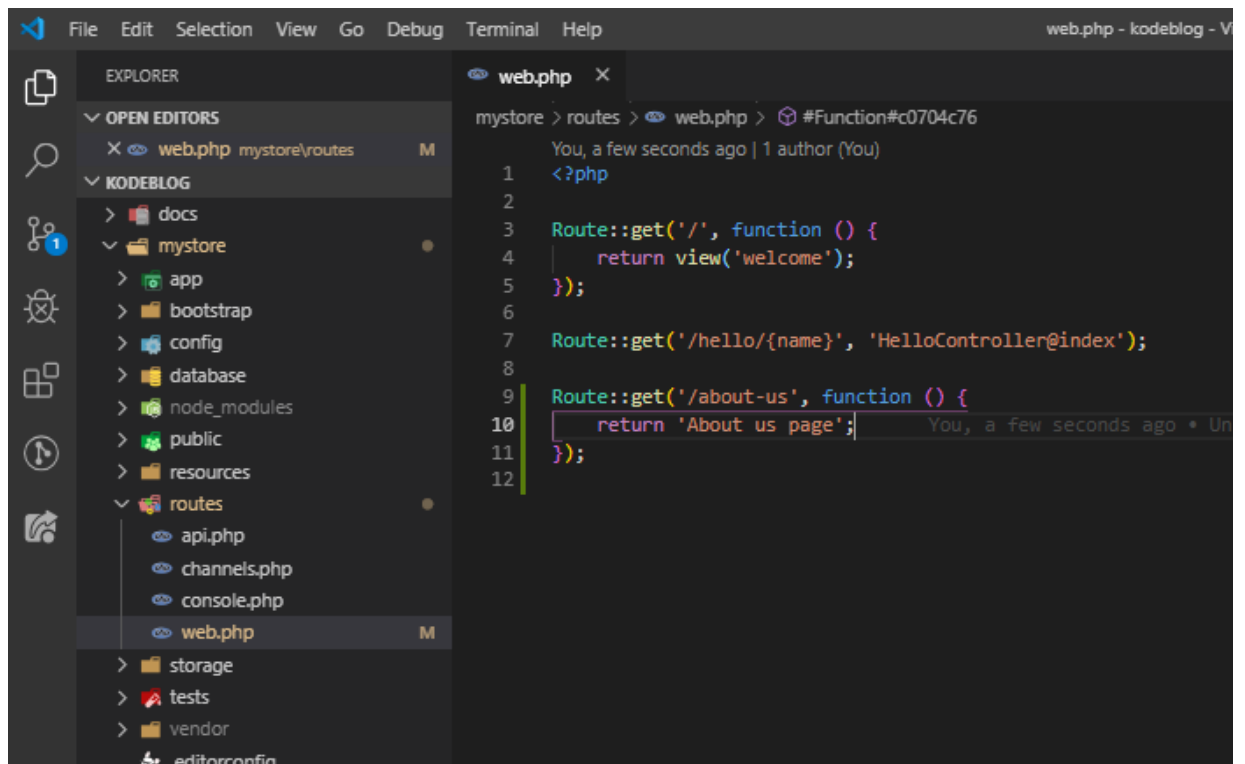 File Edit Selection View Go Debug Terminal Help web.php - kodeblog - Vi
EXPLORER
OPEN EDITORS
web.php mystore\routes M
KODEBLOG
docs
mystore
app
bootstrap
config
database
node_modules
public
resources
routes
api.php
channels.php
console.php
web.php M
storage
tests
vendor
.editorconfig
1
web.php
mystore > routes > web.php > #Function#c0704c76
You, a few seconds ago | 1 author (You)
1 <?php
2
3 Route::get('/', function () {
4 return view('welcome');
5 });
6
7 Route::get('/hello/{name}', 'HelloController@index');
8
9 Route::get('/about-us', function () {
10 return 'About us page'; You, a few seconds ago • Un
11 });
12